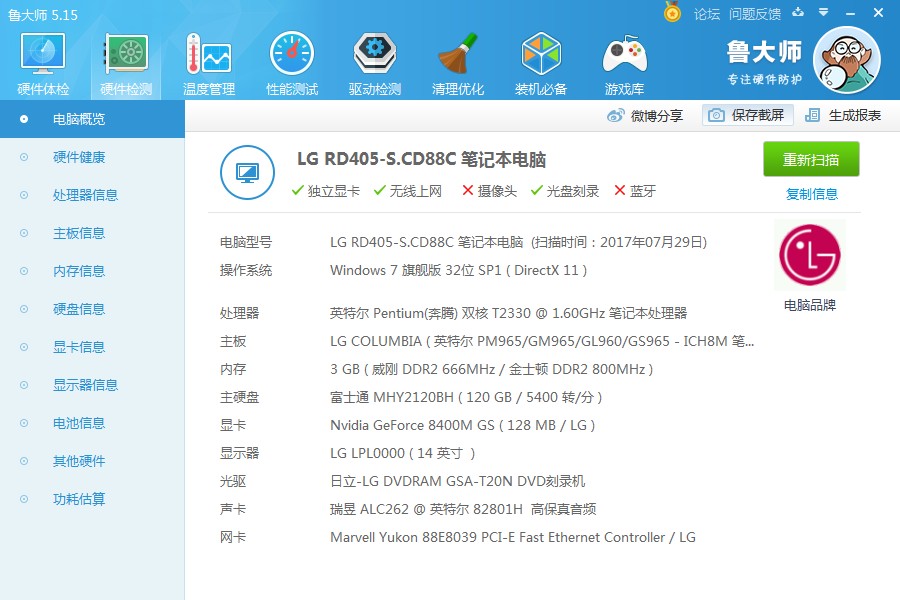 鲁大师 5.15
论坛 问题反馈
硬件体检 硬件检测 温度管理 性能测试 驱动检测 清理优化 装机必备 游戏库
鲁大师
专注硬件防护
微博分享 保存截屏 生成报表
电脑概览
硬件健康
处理器信息
主板信息
内存信息
硬盘信息
显卡信息
显示器信息
电池信息
其他硬件
功耗估算
LG RD405-S.CD88C 笔记本电脑
独立显卡 无线上网 摄像头 光盘刻录 蓝牙
重新扫描
复制信息
LG
电脑品牌
电脑型号 LG RD405-S.CD88C 笔记本电脑 (扫描时间:2017年07月29日)
操作系统 Windows 7 旗舰版 32位 SP1 ( DirectX 11 )
处理器 英特尔 Pentium(奔腾) 双核 T2330 @ 1.60GHz 笔记本处理器
主板 LG COLUMBIA ( 英特尔 PM965/GM965/GL960/GS965 - ICH8M 笔...
内存 3 GB ( 威刚 DDR2 666MHz / 金士顿 DDR2 800MHz )
主硬盘 富士通 MHY2120BH ( 120 GB / 5400 转/分 )
显卡 Nvidia GeForce 8400M GS ( 128 MB / LG )
显示器 LG LPL0000 ( 14 英寸 )
光驱 日立-LG DVDRAM GSA-T20N DVD刻录机
声卡 瑞昱 ALC262 @ 英特尔 82801H 高保真音频
网卡 Marvell Yukon 88E8039 PCI-E Fast Ethernet Controller / LG